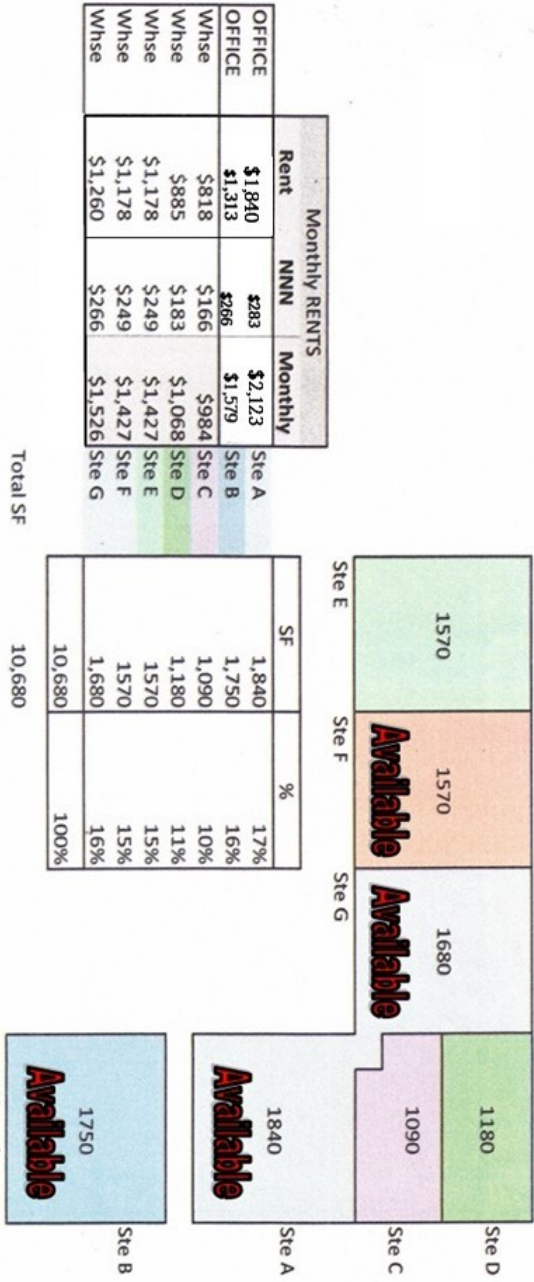 Monthly RENTS
Rent NNN Monthly
OFFICE $1,840 $283 $2,123 Ste A
OFFICE $1,313 $266 $1,579 Ste B
Whse $818 $166 $984 Ste C
Whse $885 $183 $1,068 Ste D
Whse $1,178 $249 $1,427 Ste E
Whse $1,178 $249 $1,427 Ste F
Whse $1,260 $266 $1,526 Ste G
SF %
1,840 17%
1,750 16%
1,090 10%
1,180 11%
1570 15%
1570 15%
1,680 16%
10,680 100%
Total SF 10,680
1570
Ste E
1570
Available
Ste F
1680
Available
Ste G
1180
Ste D
1090
Ste C
1840
Available
Ste A
1750
Available
Ste B